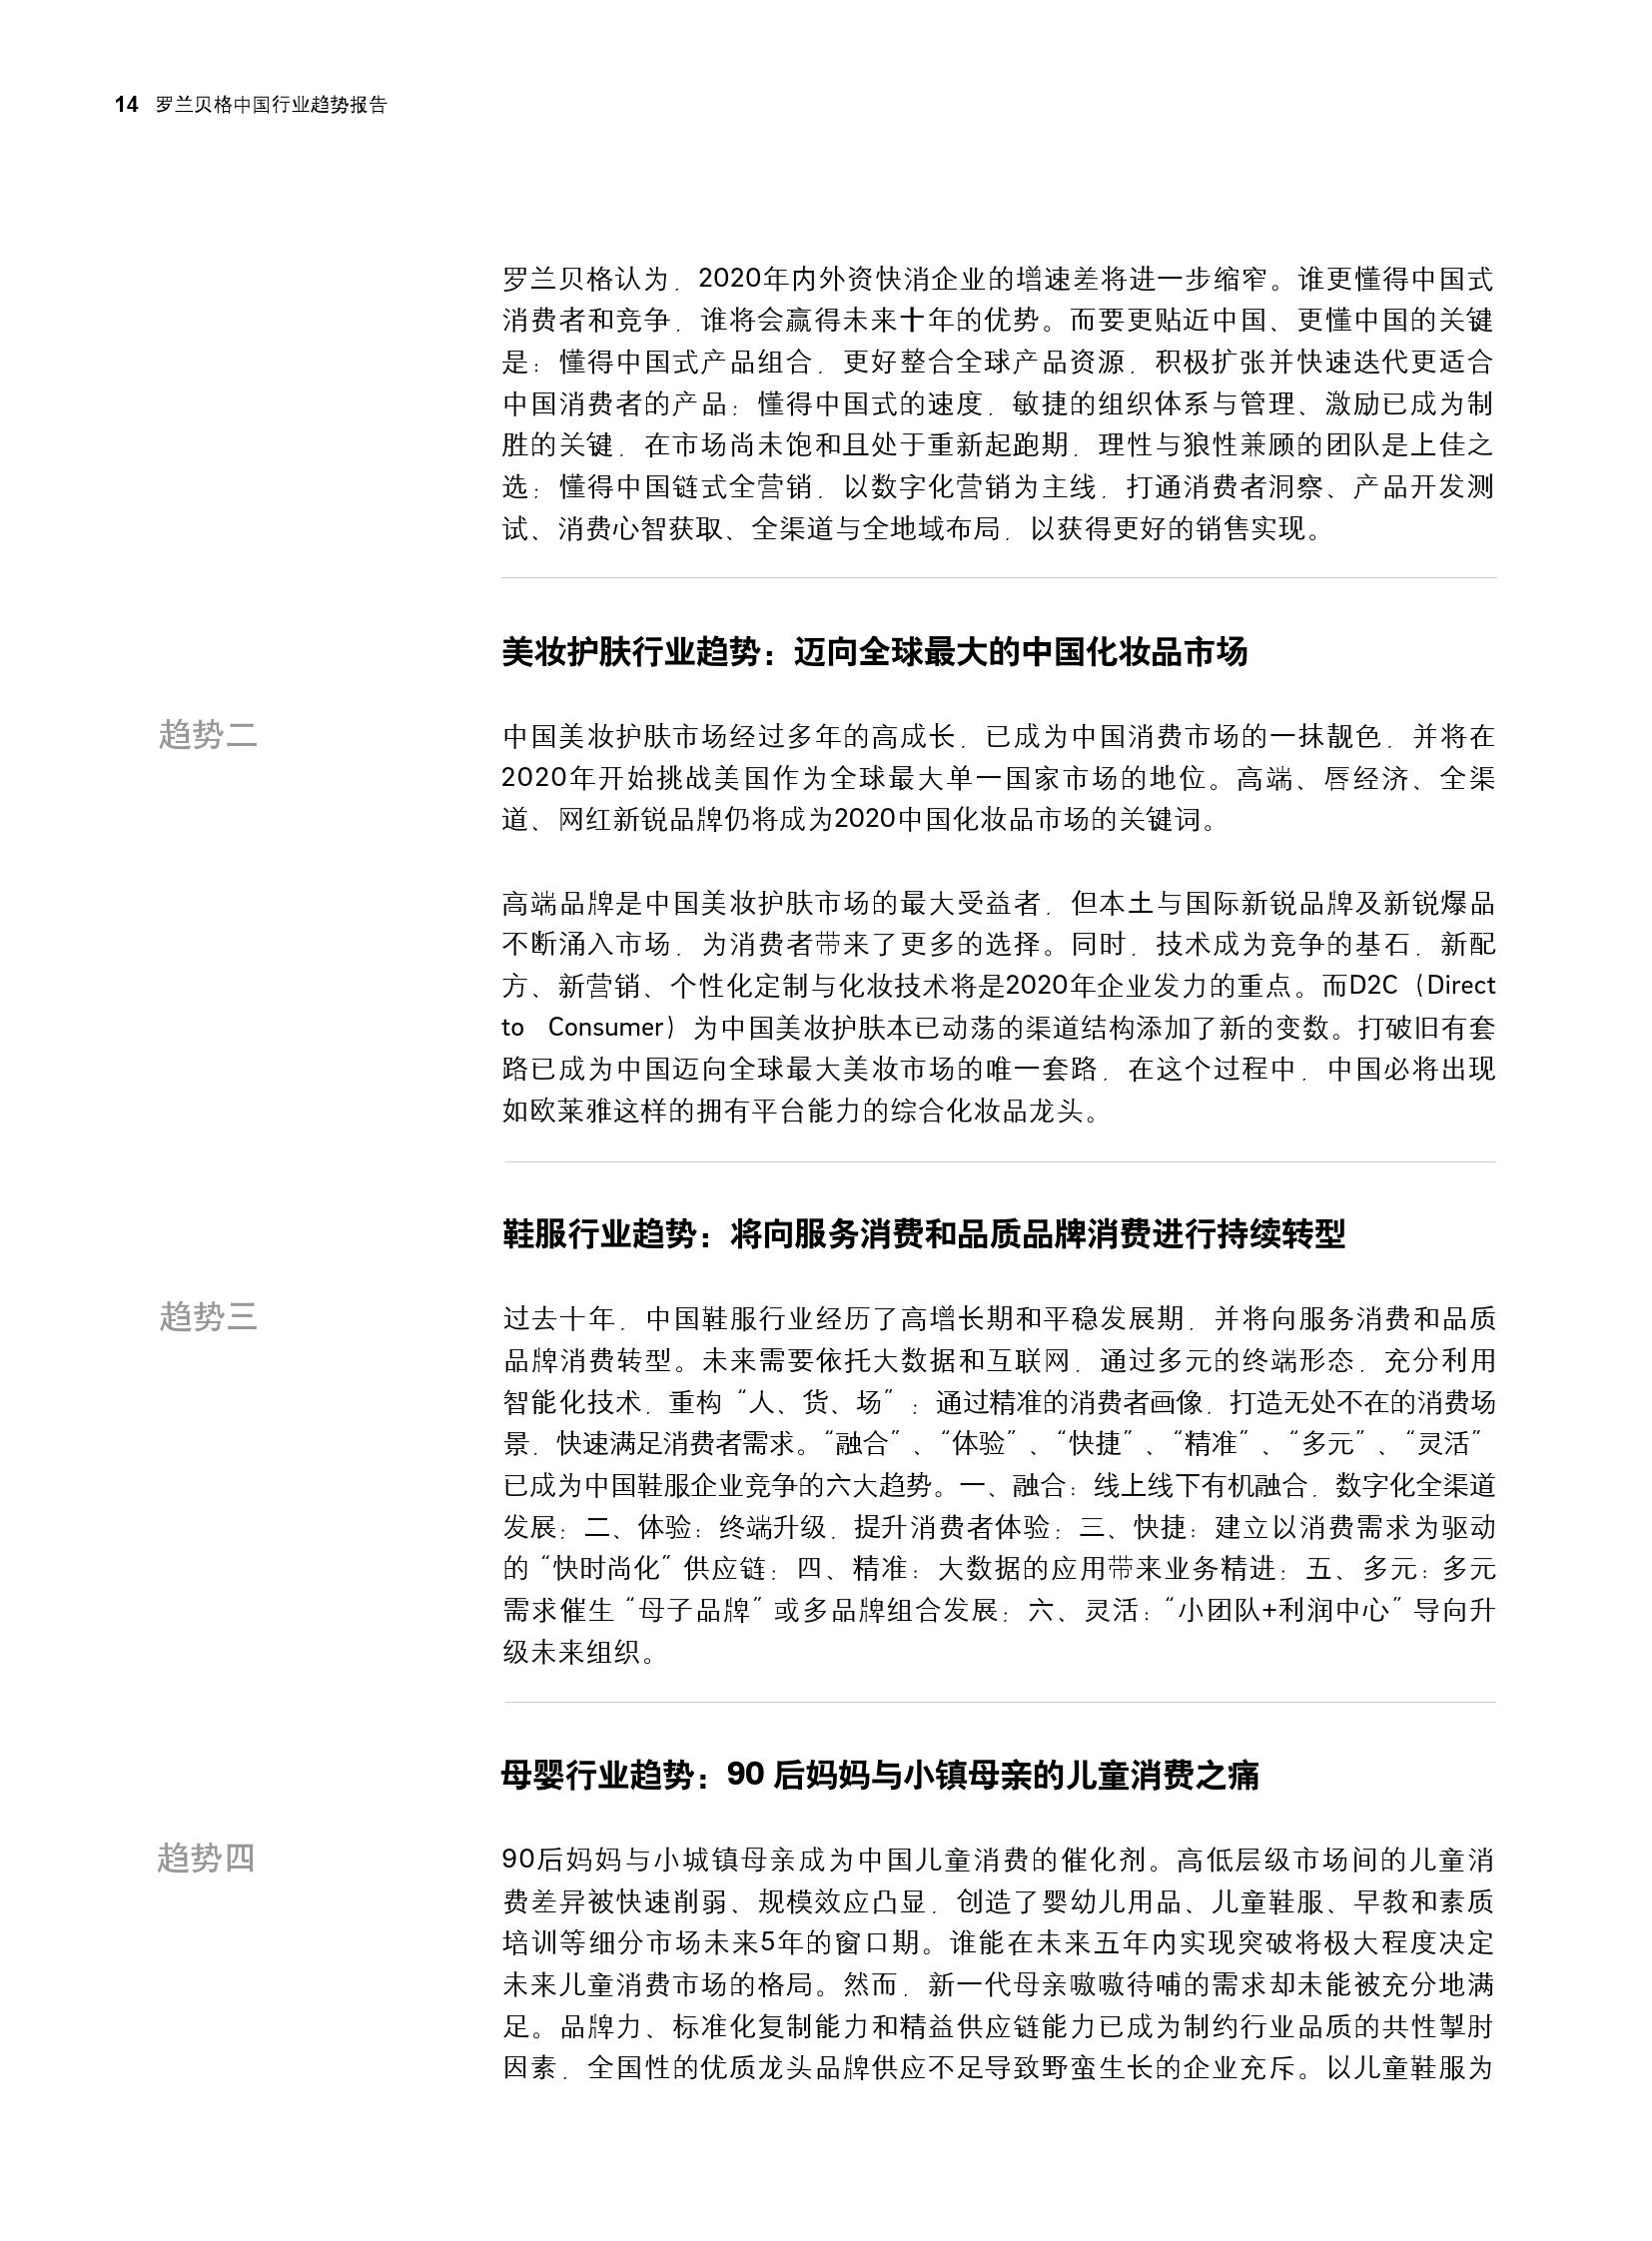 14 罗兰贝格中国行业趋势报告
罗兰贝格认为，2020年内外资快消企业的增速差将进一步缩窄。谁更懂得中国式
消费者和竞争，谁将会赢得未来十年的优势。而要更贴近中国、更懂中国的关键
是：懂得中国式产品组合，更好整合全球产品资源，积极扩张并快速迭代更适合
中国消费者的产品；懂得中国式的速度，敏捷的组织体系与管理、激励已成为制
胜的关键，在市场尚未饱和且处于重新起跑期，理性与狼性兼顾的团队是上佳之
选；懂得中国链式全营销，以数字化营销为主线，打通消费者洞察、产品开发测
试、消费心智获取、全渠道与全地域布局，以获得更好的销售实现。
美妆护肤行业趋势：迈向全球最大的中国化妆品市场
趋势二
中国美妆护肤市场经过多年的高成长，已成为中国消费市场的一抹靓色，并将在
2020年开始挑战美国作为全球最大单一国家市场的地位。高端、唇经济、全渠
道、网红新锐品牌仍将成为2020中国化妆品市场的关键词。
高端品牌是中国美妆护肤市场的最大受益者，但本土与国际新锐品牌及新锐爆品
不断涌入市场，为消费者带来了更多的选择。同时，技术成为竞争的基石，新配
方、新营销、个性化定制与化妆技术将是2020年企业发力的重点。而D2C（Direct
to Consumer）为中国美妆护肤本已动荡的渠道结构添加了新的变数。打破旧有套
路已成为中国迈向全球最大美妆市场的唯一套路，在这个过程中，中国必将出现
如欧莱雅这样的拥有平台能力的综合化妆品龙头。
鞋服行业趋势：将向服务消费和品质品牌消费进行持续转型
趋势三
过去十年，中国鞋服行业经历了高增长期和平稳发展期，并将向服务消费和品质
品牌消费转型。未来需要依托大数据和互联网，通过多元的终端形态，充分利用
智能化技术，重构“人、货、场”；通过精准的消费者画像，打造无处不在的消费场
景，快速满足消费者需求。“融合”、“体验”、“快捷”、“精准”、“多元”、“灵活”
已成为中国鞋服企业竞争的六大趋势。一、融合：线上线下有机融合，数字化全渠道
发展；二、体验：终端升级，提升消费者体验；三、快捷：建立以消费需求为驱动
的“快时尚化”供应链；四、精准：大数据的应用带来业务精进；五、多元：多元
需求催生“母子品牌”或多品牌组合发展；六、灵活：“小团队+利润中心”导向升
级未来组织。
母婴行业趋势：90 后妈妈与小镇母亲的儿童消费之痛
趋势四
90后妈妈与小城镇母亲成为中国儿童消费的催化剂。高低层级市场间的儿童消
费差异被快速削弱、规模效应凸显，创造了婴幼儿用品、儿童鞋服、早教和素质
培训等细分市场未来5年的窗口期。谁能在未来五年内实现突破将极大程度决定
未来儿童消费市场的格局。然而，新一代母亲嗷嗷待哺的需求却未能被充分地满
足。品牌力、标准化复制能力和精益供应链能力已成为制约行业品质的共性掣肘
因素，全国性的优质龙头品牌供应不足导致野蛮生长的企业充斥。以儿童鞋服为